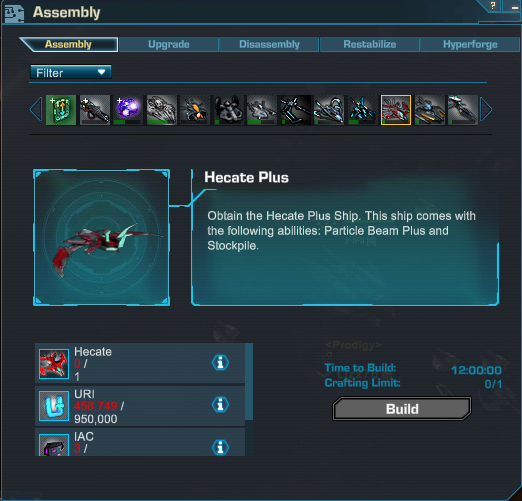 Assembly
?
Assembly
Upgrade
Disassembly
Restabilize
Hyperforge
Filter
Hecate Plus
Obtain the Hecate Plus Ship. This ship comes with
the following abilities: Particle Beam Plus and
Stockpile.
Hecate
0 /
1
URI
458,749 /
950,000
IAC
3 /
<Prodigy>
Time to Build: 12:00:00
Crafting Limit: 0/1
Build